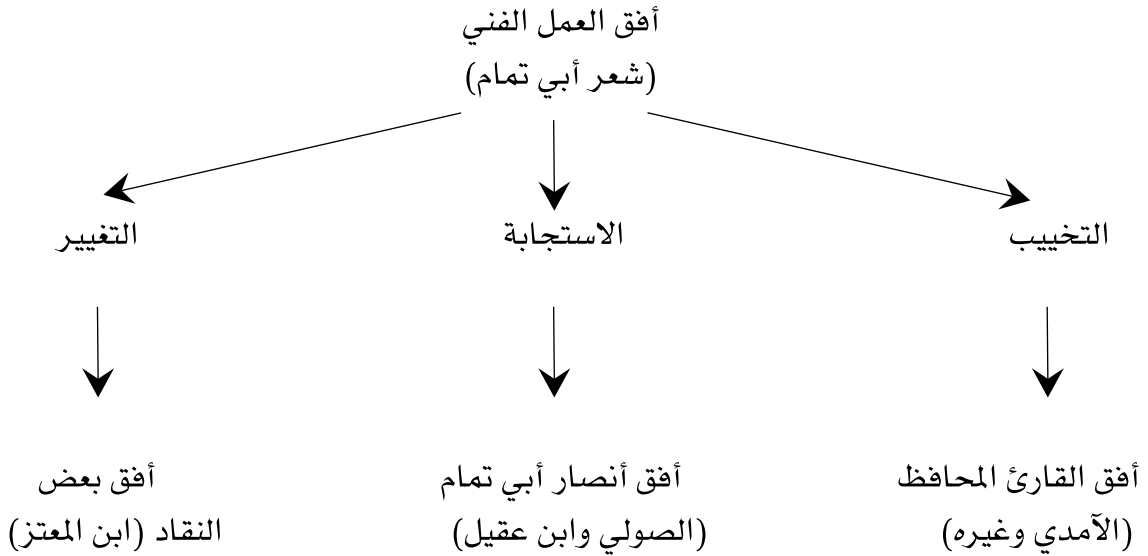 أفق العمل الفني
(شعر أبي تمام)
التخييب
الاستجابة
التغيير
أفق القارئ المحافظ
(الآمدي وغيره)
أفق أنصار أبي تمام
(الصولي وابن عقيل)
أفق بعض
النقاد (ابن المعتز)